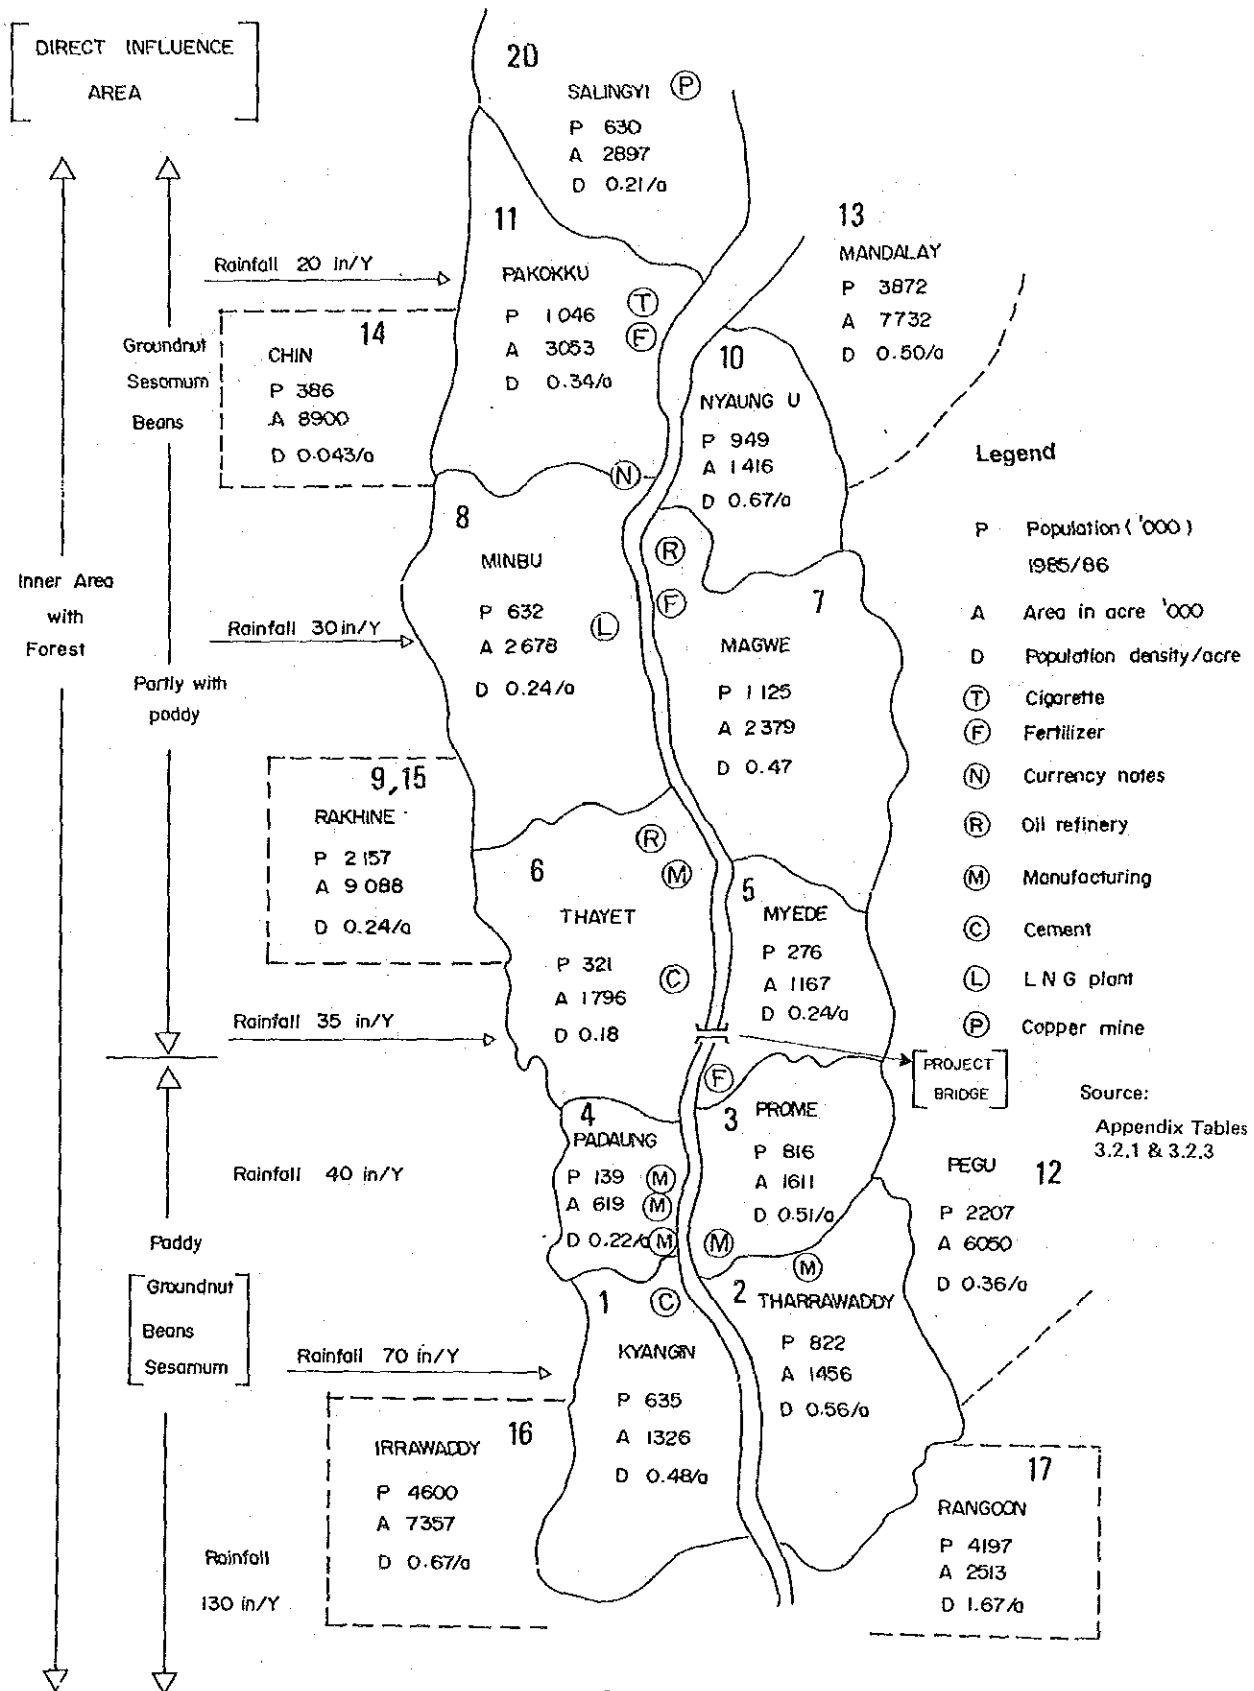 DIRECT INFLUENCE
AREA
20
SALINGYI Ⓟ
P 630
A 2897
D 0.21/a
11
PAKOKKU
P 1046
A 3053
D 0.34/a
Ⓣ
Ⓕ
13
MANDALAY
P 3872
A 7732
D 0.50/a
Rainfall 20 in/Y
Groundnut
Sesamum
Beans
14
CHIN
P 386
A 8900
D 0.043/a
10
NYAUNG U
P 949
A 1416
D 0.67/a
Ⓝ
8
MINBU
P 632
A 2678
D 0.24/a
Ⓛ
Ⓡ
Ⓕ
7
MAGWE
P 1125
A 2379
D 0.47
Inner Area
with
Forest
Rainfall 30 in/Y
Partly with
paddy
9,15
RAKHINE
P 2157
A 9088
D 0.24/a
6
THAYET
P 321
A 1796
D 0.18
Ⓡ
Ⓜ
Ⓒ
5
MYEDE
P 276
A 1167
D 0.24/a
Rainfall 35 in/Y
PROJECT
BRIDGE
Legend
P Population ('000)
1985/86
A Area in acre '000
D Population density/acre
Ⓣ Cigarette
Ⓕ Fertilizer
Ⓝ Currency notes
Ⓡ Oil refinery
Ⓜ Manufacturing
Ⓒ Cement
Ⓛ L N G plant
Ⓟ Copper mine
Source:
Appendix Tables
3.2.1 & 3.2.3
Rainfall 40 in/Y
4
PADAUNG
P 139 Ⓜ
A 619 Ⓜ
D 0.22/a Ⓜ
Ⓕ
3
PROME
P 816
A 1611
D 0.51/a
Ⓜ
PEGU 12
P 2207
A 6050
D 0.36/a
Paddy
Groundnut
Beans
Sesamum
Rainfall 70 in/Y
1
Ⓒ
KYANGIN
P 635
A 1326
D 0.48/a
Ⓜ
2
THARRAWADDY
P 822
A 1456
D 0.56/a
16
IRRAWADDY
P 4600
A 7357
D 0.67/a
Rainfall
130 in/Y
17
RANGOON
P 4197
A 2513
D 1.67/a